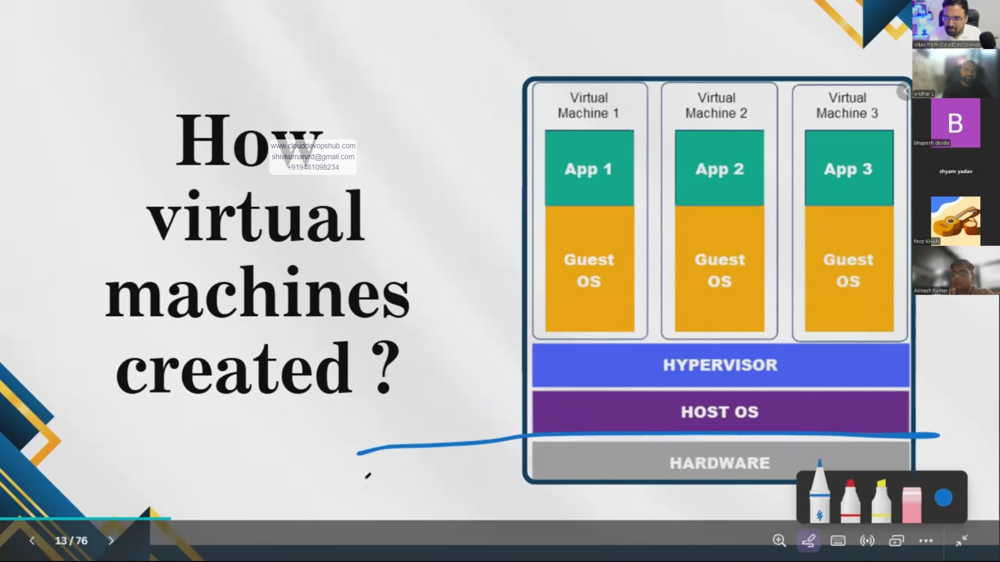 How
www.clouddevopshub.com
shivkumarvrd@gmail.com
+919481098234
virtual
machines
created ?
Virtual
Machine 1
App 1
Guest
OS
Virtual
Machine 2
App 2
Guest
OS
Virtual
Machine 3
App 3
Guest
OS
HYPERVISOR
HOST OS
HARDWARE
Vikas from CloudDevOpsHub
sridhar L
B
bhupesh devda
shyam yadav
firoz KHAN
Avinash Kumar
13 / 76